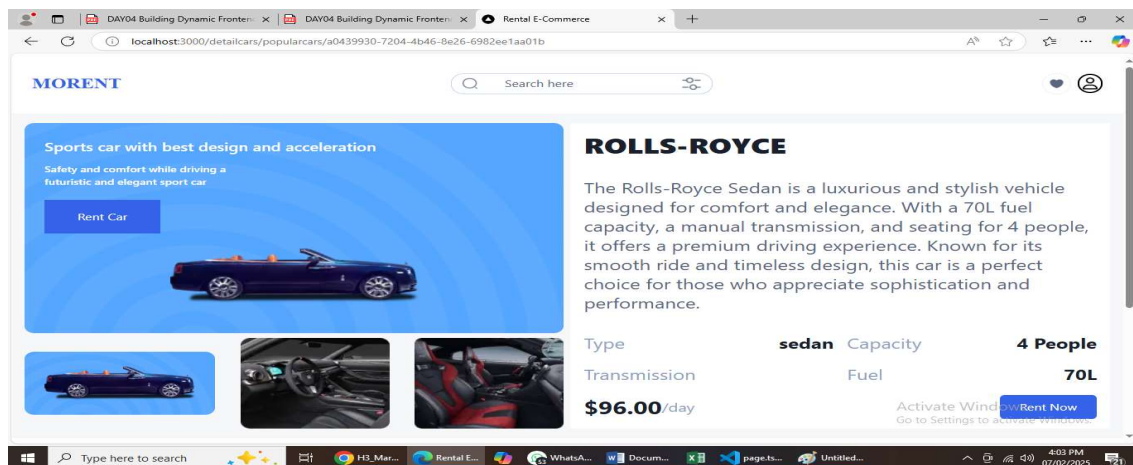 DAY04 Building Dynamic Fronten
DAY04 Building Dynamic Fronten
Rental E-Commerce
localhost:3000/detailcars/popularcars/a0439930-7204-4b46-8e26-6982ee1aa01b
MORENT
Search here
Sports car with best design and acceleration
Safety and comfort while driving a
futuristic and elegant sport car
Rent Car
ROLLS-ROYCE
The Rolls-Royce Sedan is a luxurious and stylish vehicle
designed for comfort and elegance. With a 70L fuel
capacity, a manual transmission, and seating for 4 people,
it offers a premium driving experience. Known for its
smooth ride and timeless design, this car is a perfect
choice for those who appreciate sophistication and
performance.
Type sedan Capacity 4 People
Transmission Fuel 70L
$96.00/day
Rent Now
Activate Window
Go to Settings to activate Windows.
Type here to search
H3_Mar...
Rental E...
WhatsA...
Docum...
page.ts...
Untitled...
4:03 PM
07/02/2025